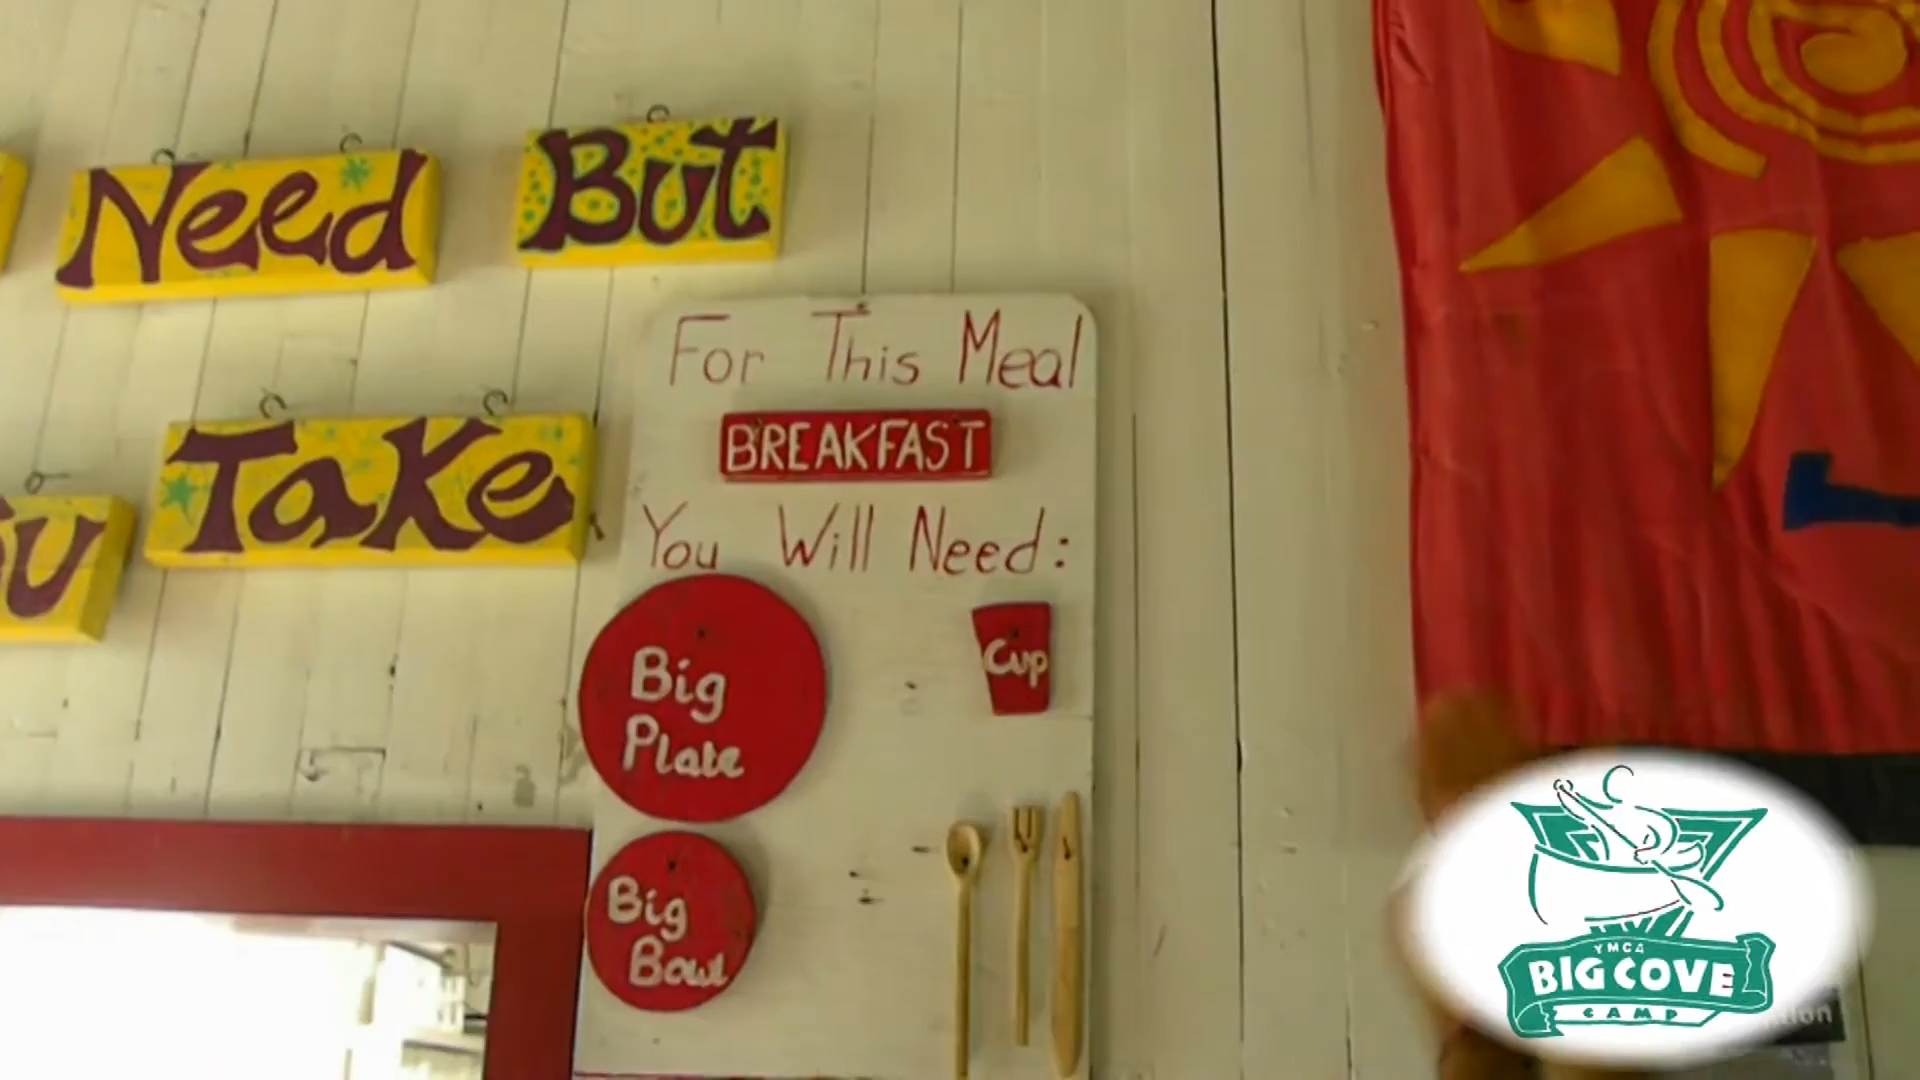 Need But
Take
For This Meal
BREAKFAST
You Will Need:
Big
Plate
Cup
Big
Bowl
YMCA
BIG COVE
CAMP